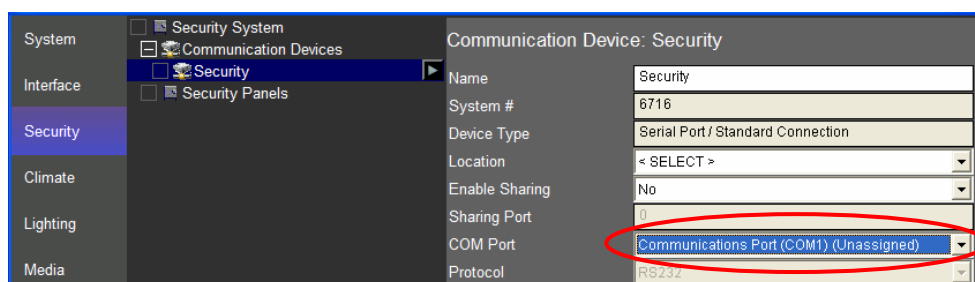 System
Interface
Security
Climate
Lighting
Media
Security System
Communication Devices
Security
Security Panels
Communication Device: Security
Name Security
System # 6716
Device Type Serial Port / Standard Connection
Location < SELECT >
Enable Sharing No
Sharing Port 0
COM Port Communications Port (COM1) (Unassigned)
Protocol RS232